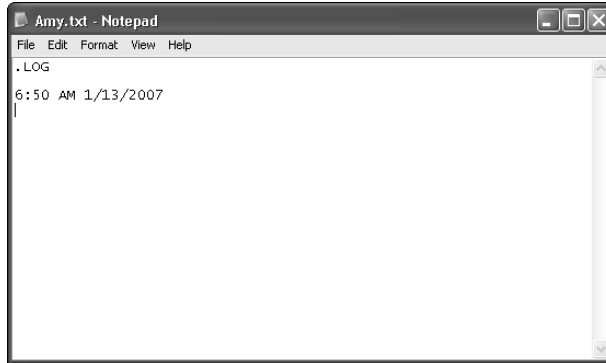 Amy.txt - Notepad
File Edit Format View Help
.LOG
6:50 AM 1/13/2007